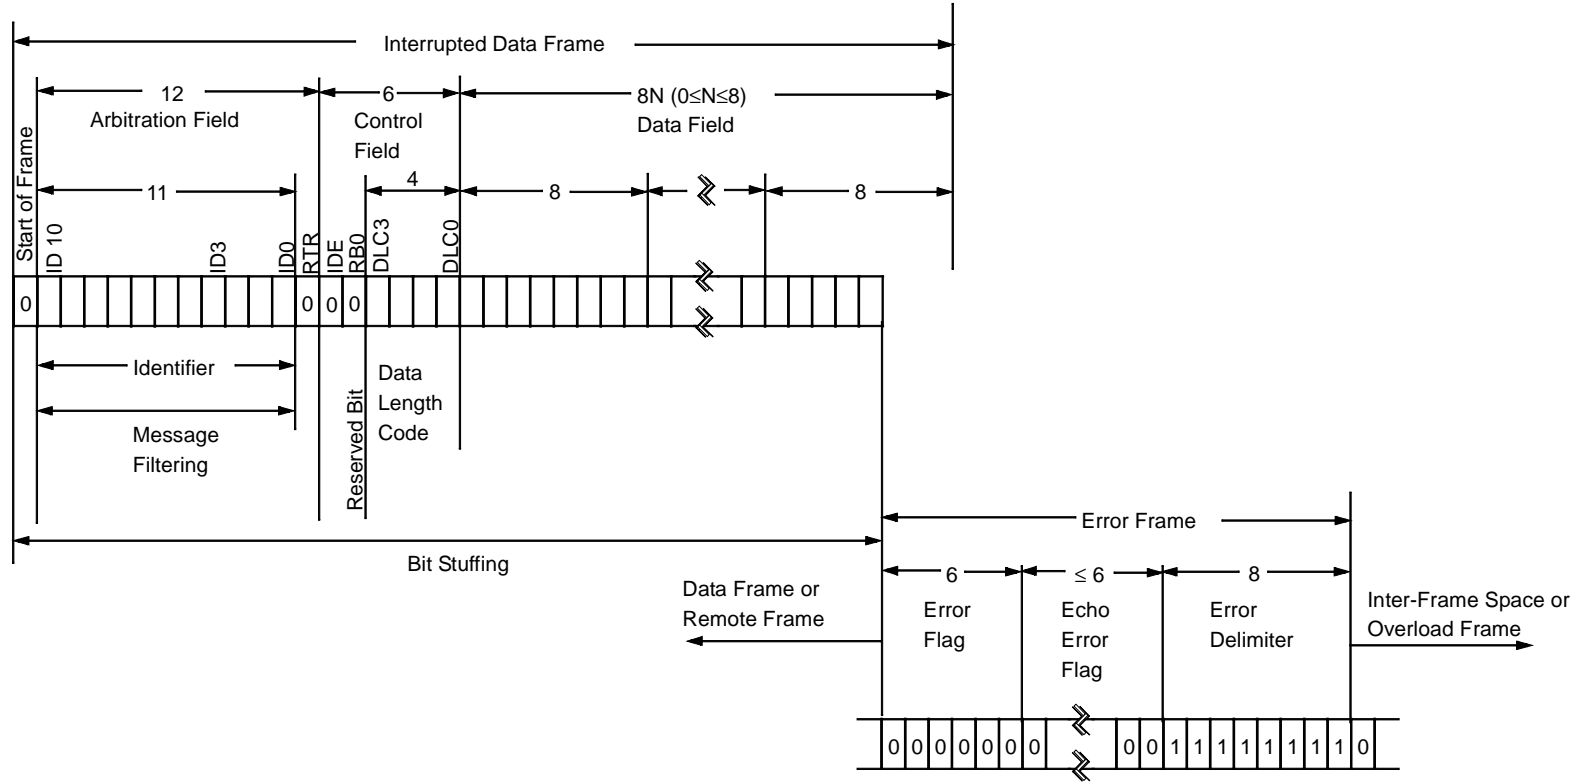 Interrupted Data Frame
12
Arbitration Field
6
Control
Field
8N (0≤N≤8)
Data Field
Start of Frame
11
4
8
8
ID 10
ID3
ID0
RTR
IDE
RB0
DLC3
DLC0
0
0
0
0
Identifier
Message
Filtering
Reserved Bit
Data
Length
Code
Bit Stuffing
Error Frame
6
≤ 6
8
Data Frame or
Remote Frame
Error
Flag
Echo
Error
Flag
Error
Delimiter
Inter-Frame Space or
Overload Frame
0 0 0 0 0 0 0 0 0 1 1 1 1 1 1 1 1 0